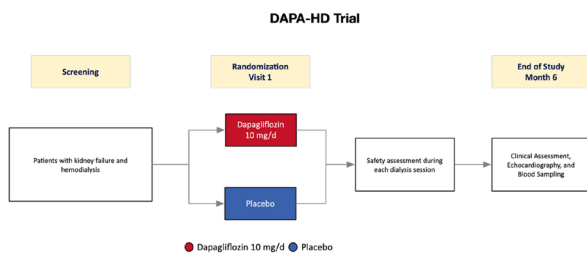 DAPA-HD Trial
Screening
Randomization
Visit 1
End of Study
Month 6
Patients with kidney failure and
hemodialysis
Dapagliflozin
10 mg/d
Placebo
Safety assessment during
each dialysis session
Clinical Assessment,
Echocardiography, and
Blood Sampling
Dapagliflozin 10 mg/d
Placebo